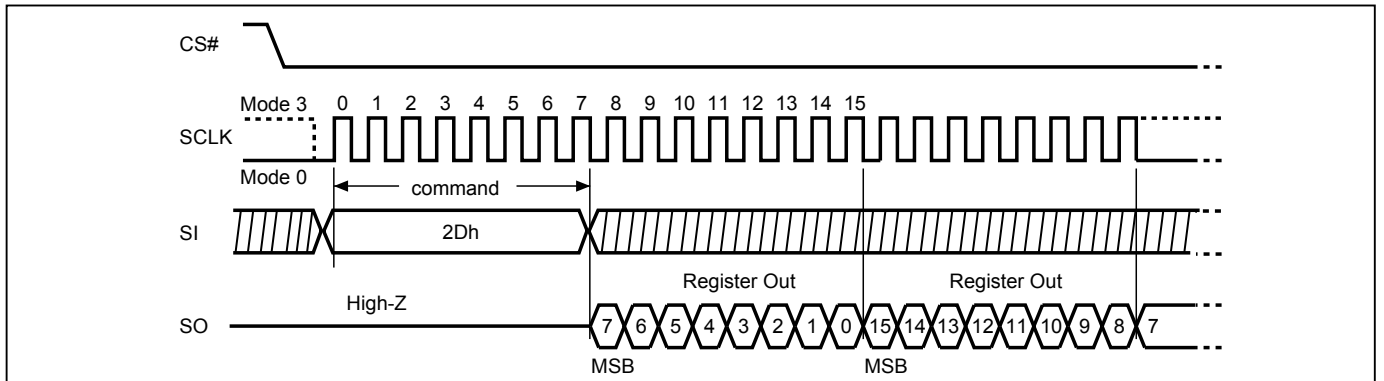 CS#
Mode 3 0 1 2 3 4 5 6 7 8 9 10 11 12 13 14 15
SCLK
Mode 0
command
SI 2Dh
Register Out Register Out
High-Z
SO 7 6 5 4 3 2 1 0 15 14 13 12 11 10 9 8 7
MSB MSB